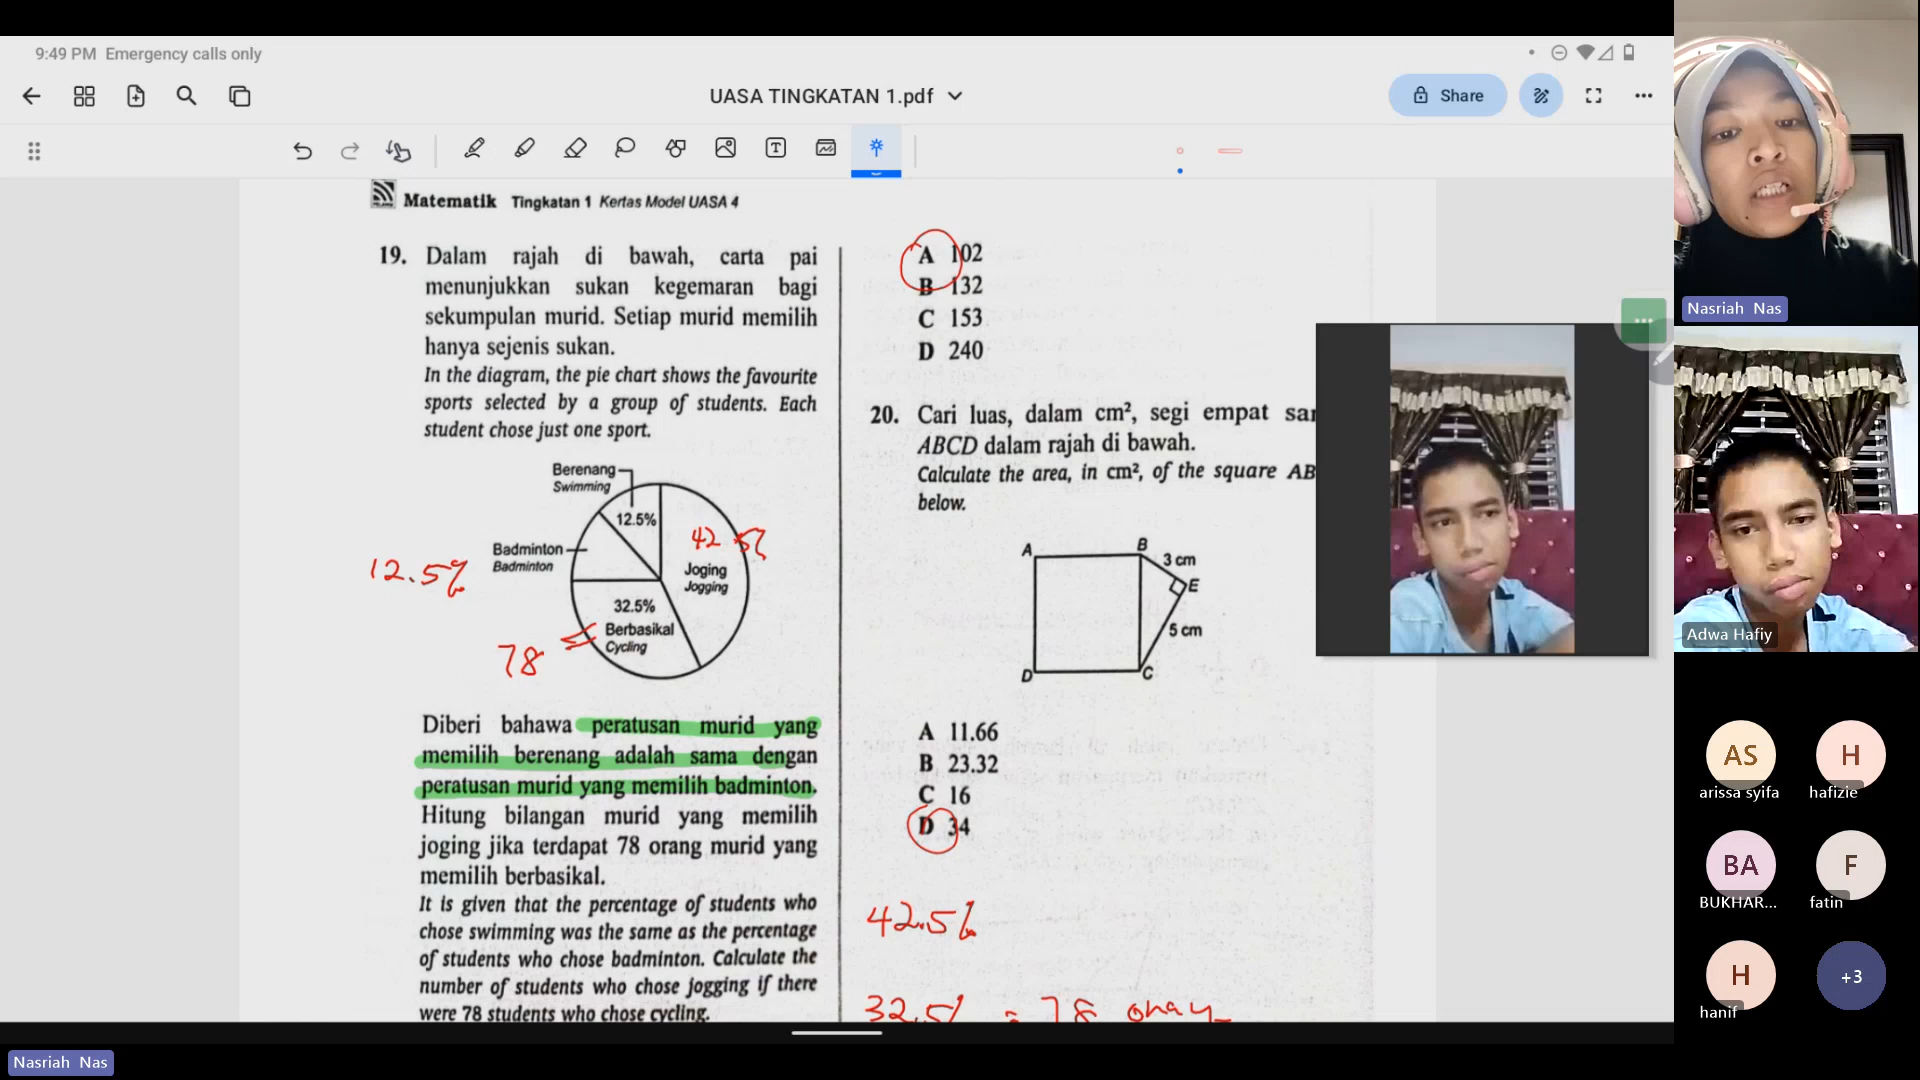 9:49 PM Emergency calls only
UASA TINGKATAN 1.pdf
Share
Matematik Tingkatan 1 Kertas Model UASA 4
19. Dalam rajah di bawah, carta pai
menunjukkan sukan kegemaran bagi
sekumpulan murid. Setiap murid memilih
hanya sejenis sukan.
In the diagram, the pie chart shows the favourite
sports selected by a group of students. Each
student chose just one sport.
Berenang
Swimming
12.5%
42.5%
Badminton
Badminton
12.5%
Joging
Jogging
32.5%
Berbasikal
Cycling
78
Diberi bahawa peratusan murid yang
memilih berenang adalah sama dengan
peratusan murid yang memilih badminton.
Hitung bilangan murid yang memilih
joging jika terdapat 78 orang murid yang
memilih berbasikal.
It is given that the percentage of students who
chose swimming was the same as the percentage
of students who chose badminton. Calculate the
number of students who chose jogging if there
were 78 students who chose cycling.
A 102
B 132
C 153
D 240
20. Cari luas, dalam cm², segi empat
ABCD dalam rajah di bawah.
Calculate the area, in cm², of the square AB
below.
A
B
3 cm
E
5 cm
D
C
A 11.66
B 23.32
C 16
D 34
42.5%
32.5% = 78 orang
Nasriah Nas
Adwa Hafiy
AS
arissa syifa
H
hafizie
BA
BUKHAR...
F
fatin
H
hanif
+3
Nasriah Nas